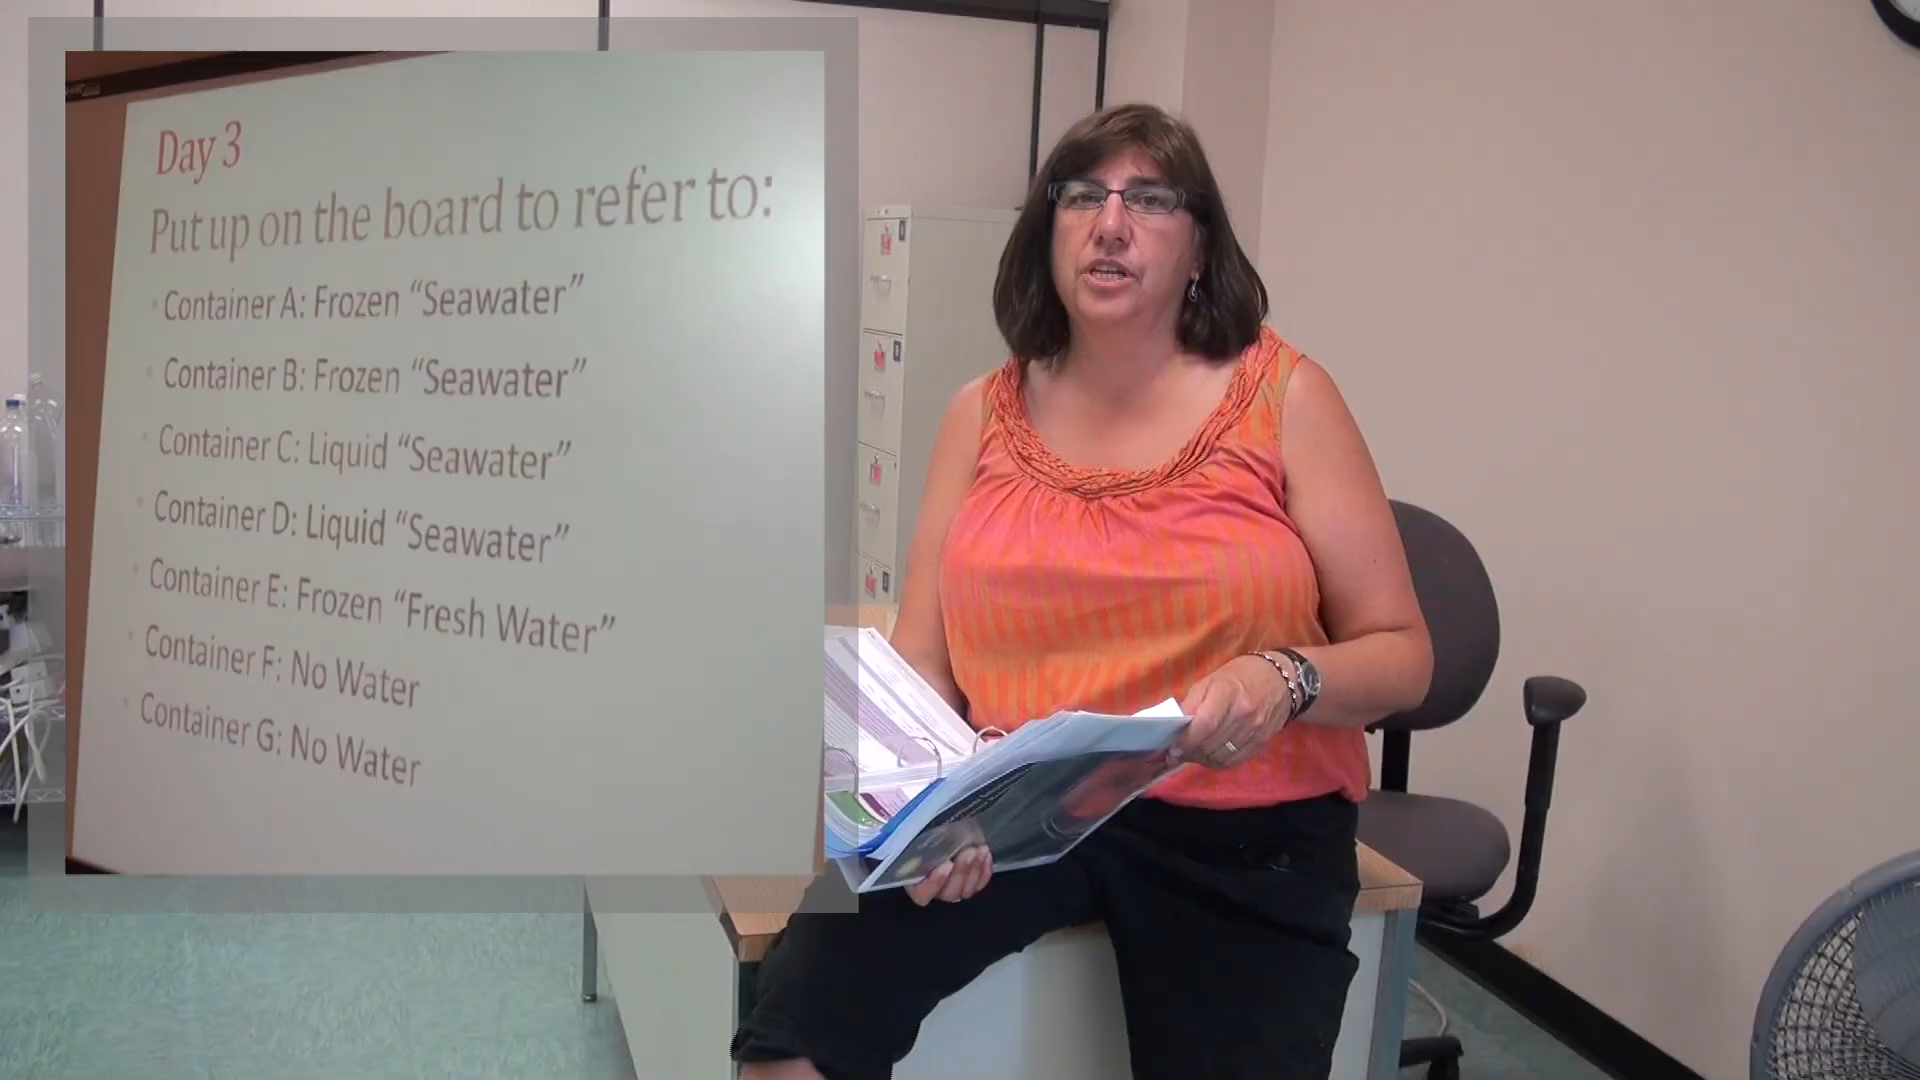 Day 3
Put up on the board to refer to:
Container A: Frozen “Seawater”
Container B: Frozen “Seawater”
Container C: Liquid “Seawater”
Container D: Liquid “Seawater”
Container E: Frozen “Fresh Water”
Container F: No Water
Container G: No Water